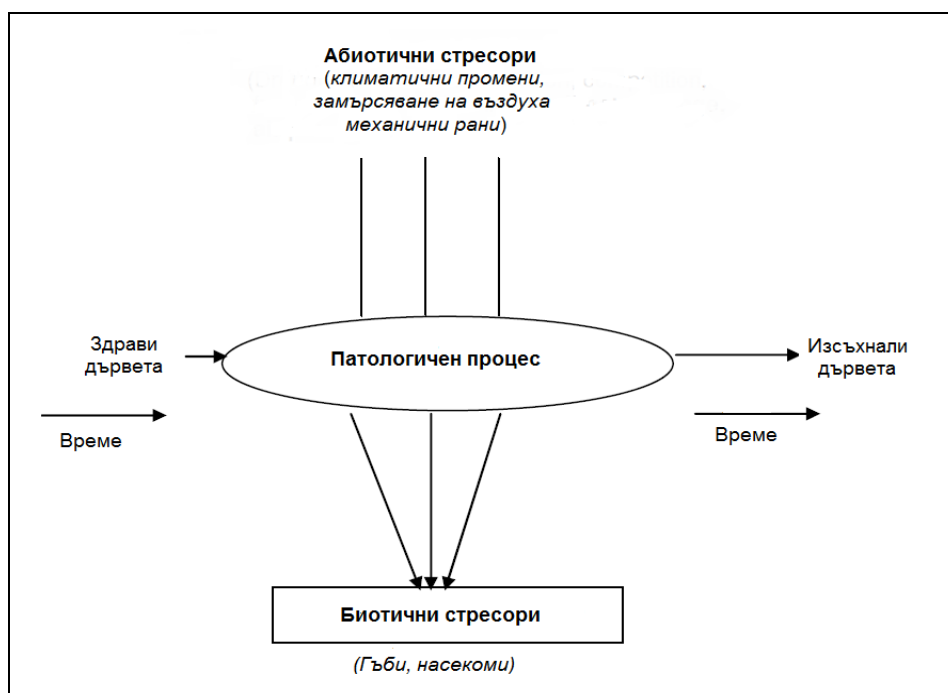 Абиотични стресори
(климатични промени,
замърсяване на въздуха
механични рани)
Здрави
дървета
Патологичен процес
Изсъхнали
дървета
Време
Време
Биотични стресори
(Гъби, насекоми)